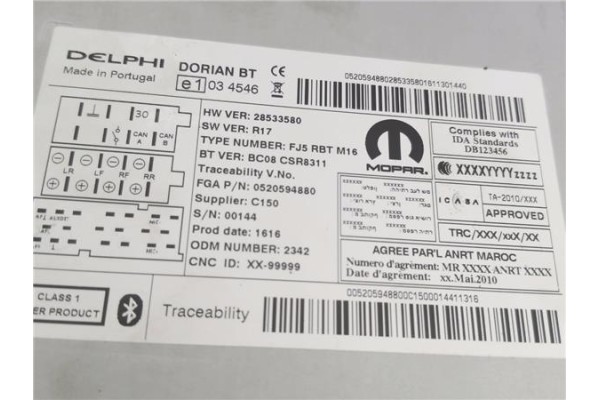 DELPHI
Made in Portugal
DORIAN BT CE
e1 03 4546
0520594880285335801611301440
30
CAN A
CAN B
LR LF RF RR
HW VER: 28533580
SW VER: R17
TYPE NUMBER: FJ5 RBT M16
BT VER: BC08 CSR8311
Traceability V.No.
FGA P/N: 0520594880
Supplier: C150
S/N: 00144
Prod date: 1616
ODM NUMBER: 2342
CNC ID: XX-99999
MOPAR
Complies with
IDA Standards
DB123456
XXXXYYYYzzzz
ICASA
TA-2010/XXX
APPROVED
TRC/XXX/xxX/XX
AGREE PAR'L ANRT MAROC
Numero d'agrèment: MR XXXX ANRT XXXX
Date d'agrèment: xx.Mai.2010
CLASS 1
ER PRODUCT
Traceability
00520594880OC1500014411316